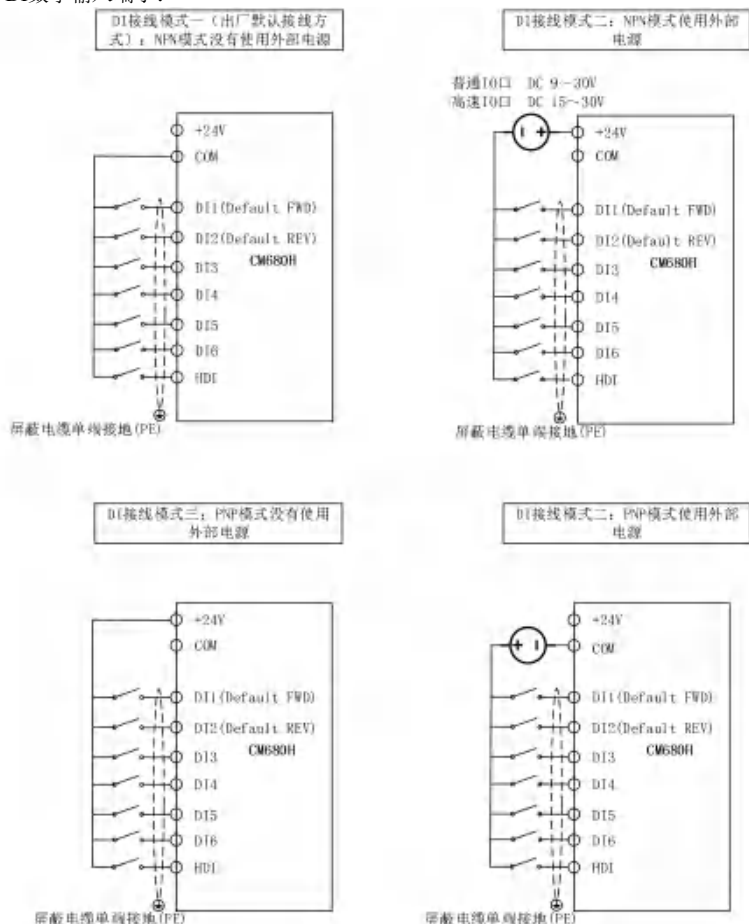 DI接线模式一（出厂默认接线方
式）：NPN模式没有使用外部电源
+24V
COM
DI1(Default FWD)
DI2(Default REV)
CM680H
DI3
DI4
DI5
DI6
HDI
屏蔽电缆单端接地(PE)
DI接线模式二：NPN模式使用外部
电源
普通IO口 DC 9~30V
高速IO口 DC 15~30V
+24V
COM
DI1(Default FWD)
DI2(Default REV)
CM680H
DI3
DI4
DI5
DI6
HDI
屏蔽电缆单端接地(PE)
DI接线模式三：PNP模式没有使用
外部电源
+24V
COM
DI1(Default FWD)
DI2(Default REV)
CM680H
DI3
DI4
DI5
DI6
HDI
屏蔽电缆单端接地(PE)
DI接线模式二：PNP模式使用外部
电源
+24V
COM
DI1(Default FWD)
DI2(Default REV)
CM680H
DI3
DI4
DI5
DI6
HDI
屏蔽电缆单端接地(PE)